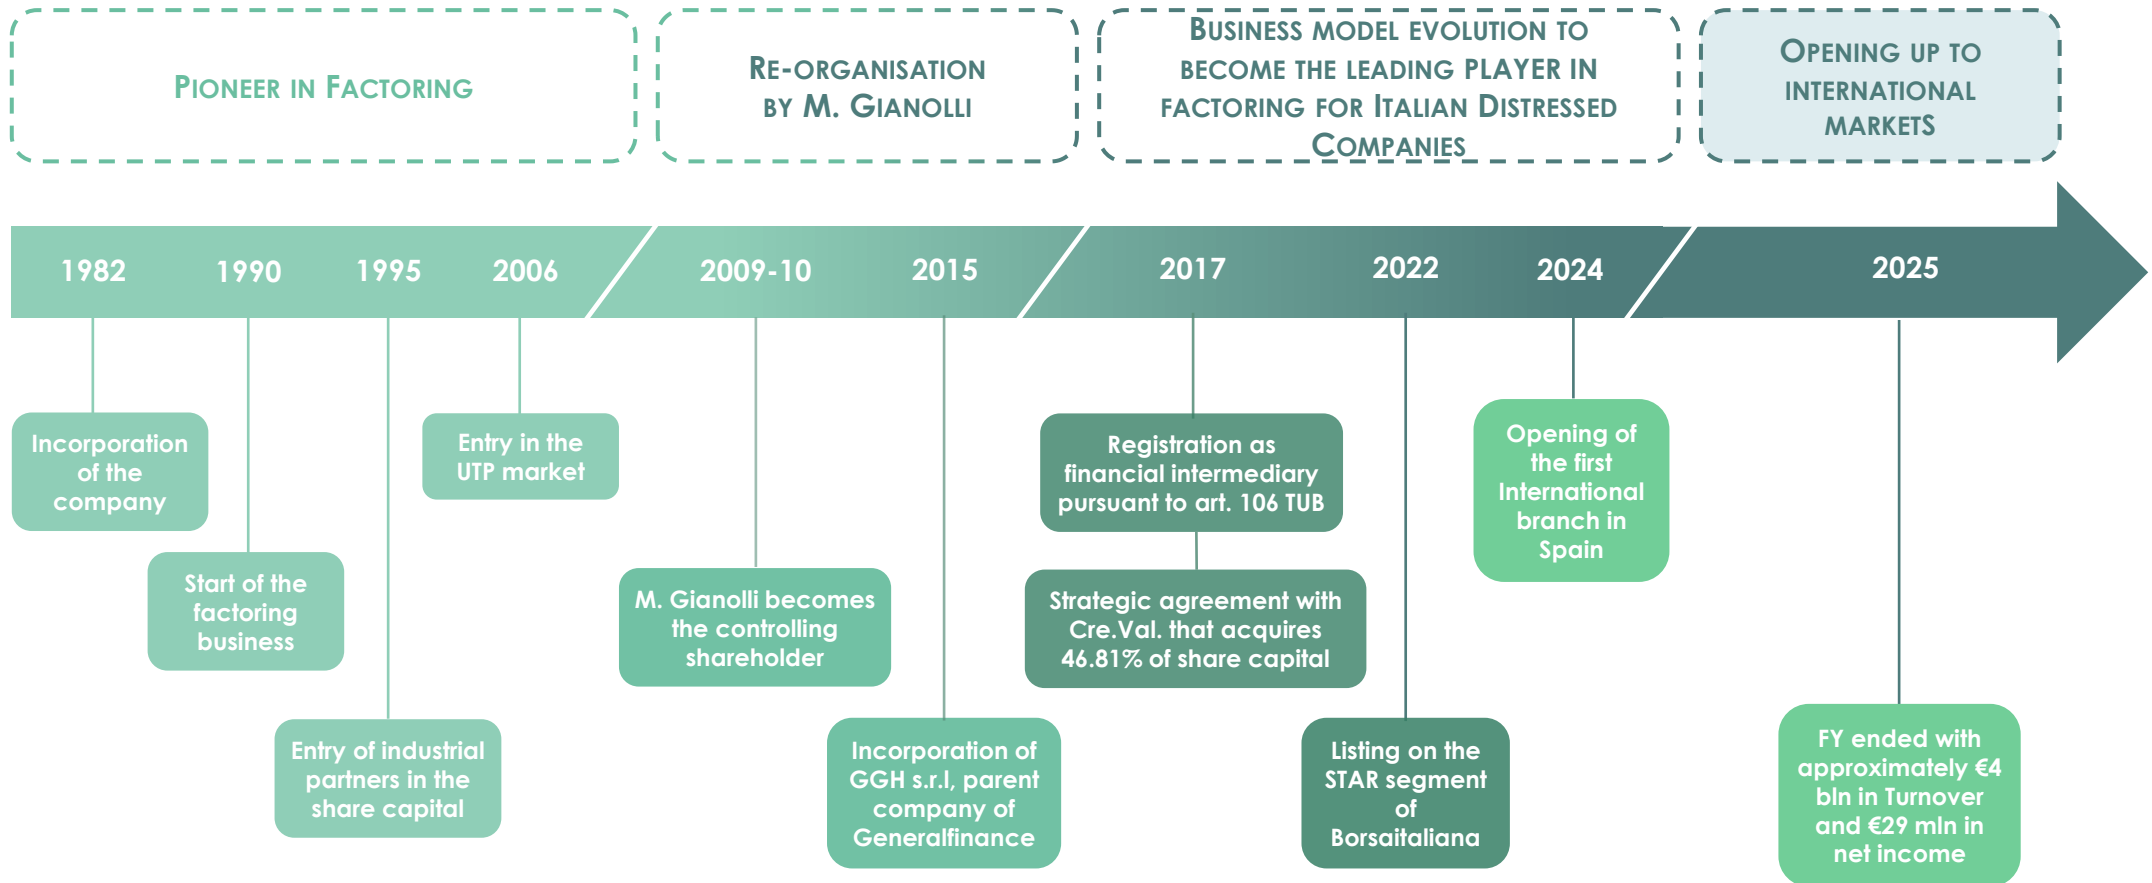 PIONEER IN FACTORING
RE-ORGANISATION
BY M. GIANOLLI
BUSINESS MODEL EVOLUTION TO
BECOME THE LEADING PLAYER IN
FACTORING FOR ITALIAN DISTRESSED
COMPANIES
OPENING UP TO
INTERNATIONAL
MARKETS
1982
1990
1995
2006
2009-10
2015
2017
2022
2024
2025
Incorporation
of the
company
Start of the
factoring
business
Entry of industrial
partners in the
share capital
Entry in the
UTP market
M. Gianolli becomes
the controlling
shareholder
Incorporation of
GGH s.r.l, parent
company of
Generalfinance
Registration as
financial intermediary
pursuant to art. 106 TUB
Strategic agreement with
Cre.Val. that acquires
46.81% of share capital
Listing on the
STAR segment
of
Borsaitaliana
Opening of
the first
International
branch in
Spain
FY ended with
approximately €4
bln in Turnover
and €29 mln in
net income